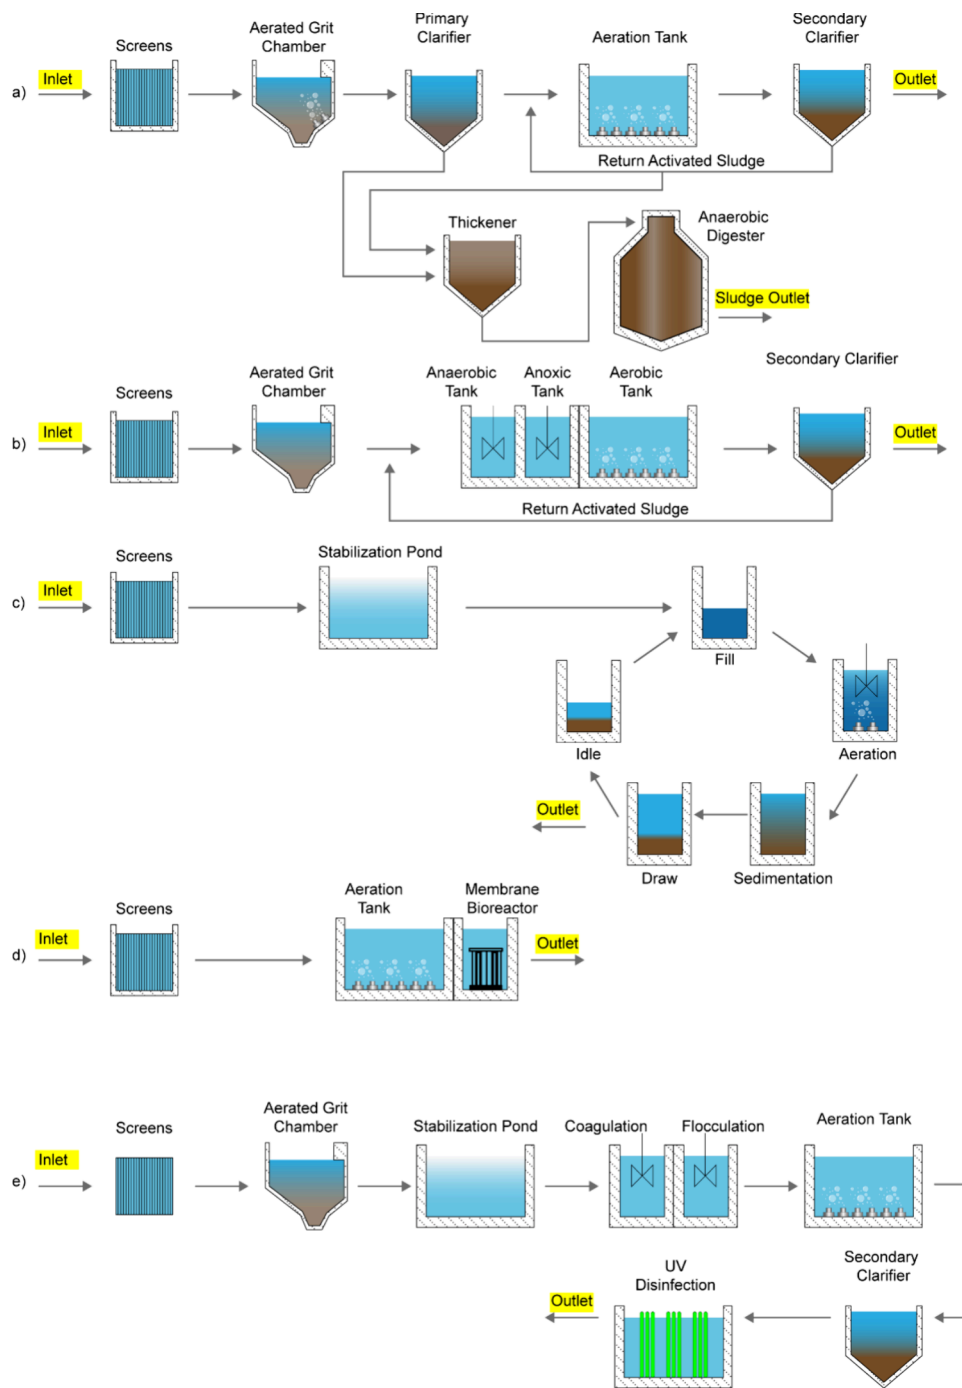 a)
Inlet
Screens
Aerated Grit
Chamber
Primary
Clarifier
Aeration Tank
Secondary
Clarifier
Outlet
Return Activated Sludge
Thickener
Anaerobic
Digester
Sludge Outlet
b)
Inlet
Screens
Aerated Grit
Chamber
Anaerobic
Tank
Anoxic
Tank
Aerobic
Tank
Secondary Clarifier
Outlet
Return Activated Sludge
c)
Inlet
Screens
Stabilization Pond
Fill
Aeration
Sedimentation
Draw
Idle
Outlet
d)
Inlet
Screens
Aeration
Tank
Membrane
Bioreactor
Outlet
e)
Inlet
Screens
Aerated Grit
Chamber
Stabilization Pond
Coagulation
Flocculation
Aeration Tank
Secondary
Clarifier
UV
Disinfection
Outlet